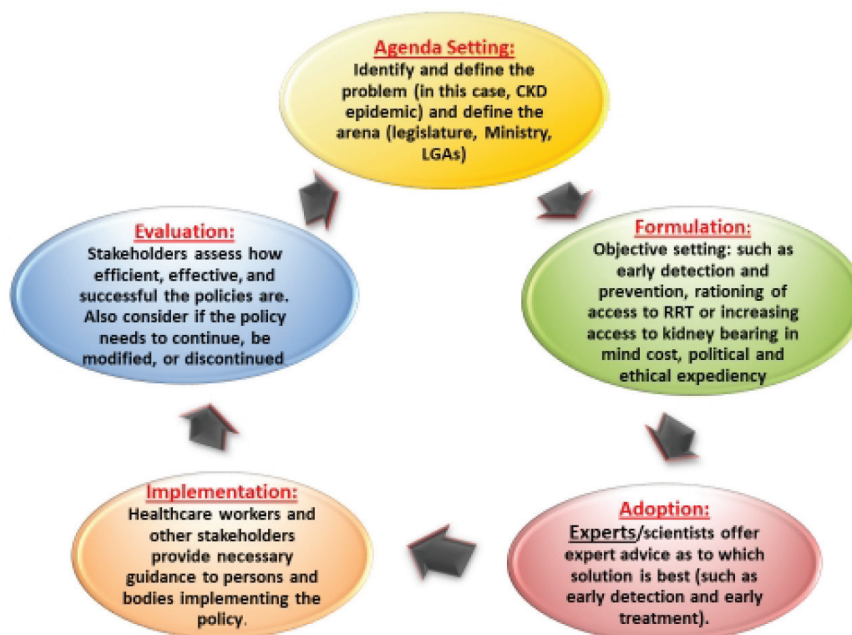 Agenda Setting:
Identify and define the
problem (in this case, CKD
epidemic) and define the
arena (legislature, Ministry,
LGAs)
Formulation:
Objective setting: such as
early detection and
prevention, rationing of
access to RRT or increasing
access to kidney bearing in
mind cost, political and
ethical expediency
Adoption:
Experts/scientists offer
expert advice as to which
solution is best (such as
early detection and early
treatment).
Implementation:
Healthcare workers and
other stakeholders
provide necessary
guidance to persons and
bodies implementing the
policy.
Evaluation:
Stakeholders assess how
efficient, effective, and
successful the policies are.
Also consider if the policy
needs to continue, be
modified, or discontinued